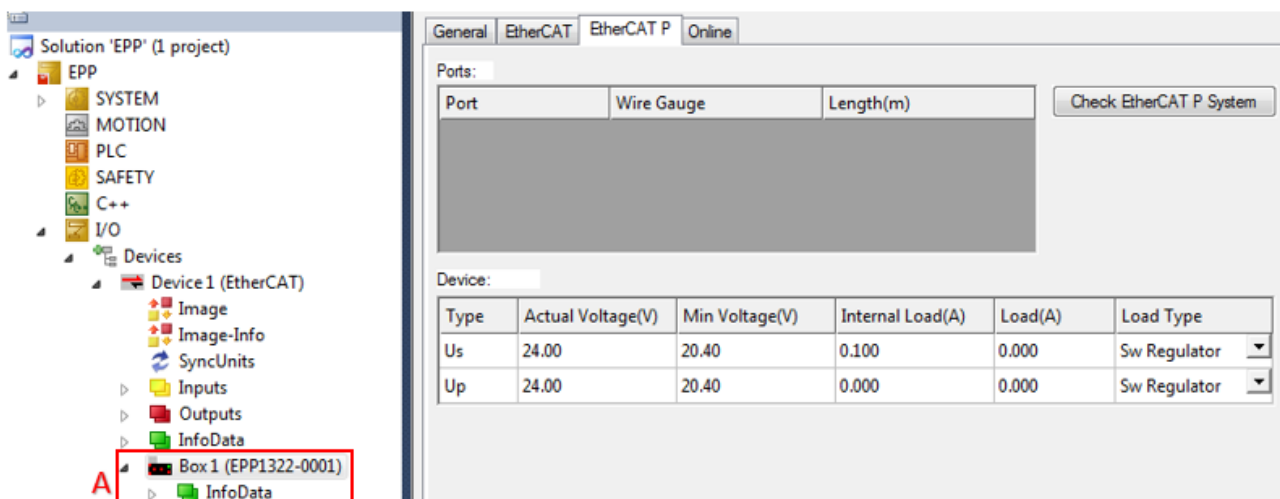 Solution 'EPP' (1 project)
EPP
SYSTEM
MOTION
PLC
SAFETY
C++
I/O
Devices
Device 1 (EtherCAT)
Image
Image-Info
SyncUnits
Inputs
Outputs
InfoData
Box 1 (EPP1322-0001)
InfoData
A
General EtherCAT EtherCAT P Online
Ports:
Port Wire Gauge Length(m)
Check EtherCAT P System
Device:
Type Actual Voltage(V) Min Voltage(V) Internal Load(A) Load(A) Load Type
Us 24.00 20.40 0.100 0.000 Sw Regulator
Up 24.00 20.40 0.000 0.000 Sw Regulator